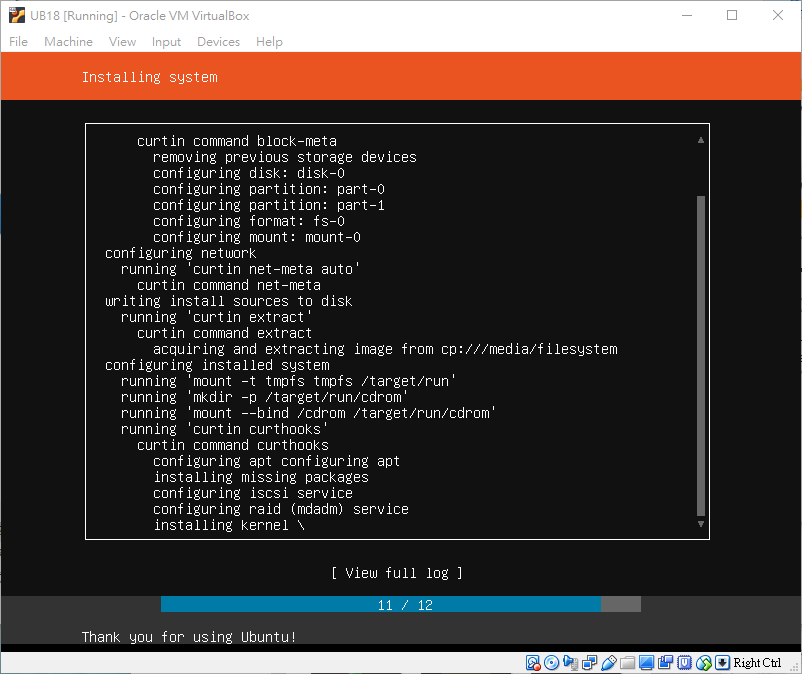 UB18 [Running] - Oracle VM VirtualBox
File Machine View Input Devices Help
Installing system
curtin command block-meta
removing previous storage devices
configuring disk: disk-0
configuring partition: part-0
configuring partition: part-1
configuring format: fs-0
configuring mount: mount-0
configuring network
running 'curtin net-meta auto'
curtin command net-meta
writing install sources to disk
running 'curtin extract'
curtin command extract
acquiring and extracting image from cp:///media/filesystem
configuring installed system
running 'mount -t tmpfs tmpfs /target/run'
running 'mkdir -p /target/run/cdrom'
running 'mount --bind /cdrom /target/run/cdrom'
running 'curtin curthooks'
curtin command curthooks
configuring apt configuring apt
installing missing packages
configuring iscsi service
configuring raid (mdadm) service
installing kernel \
[ View full log ]
11 / 12
Thank you for using Ubuntu!
Right Ctrl